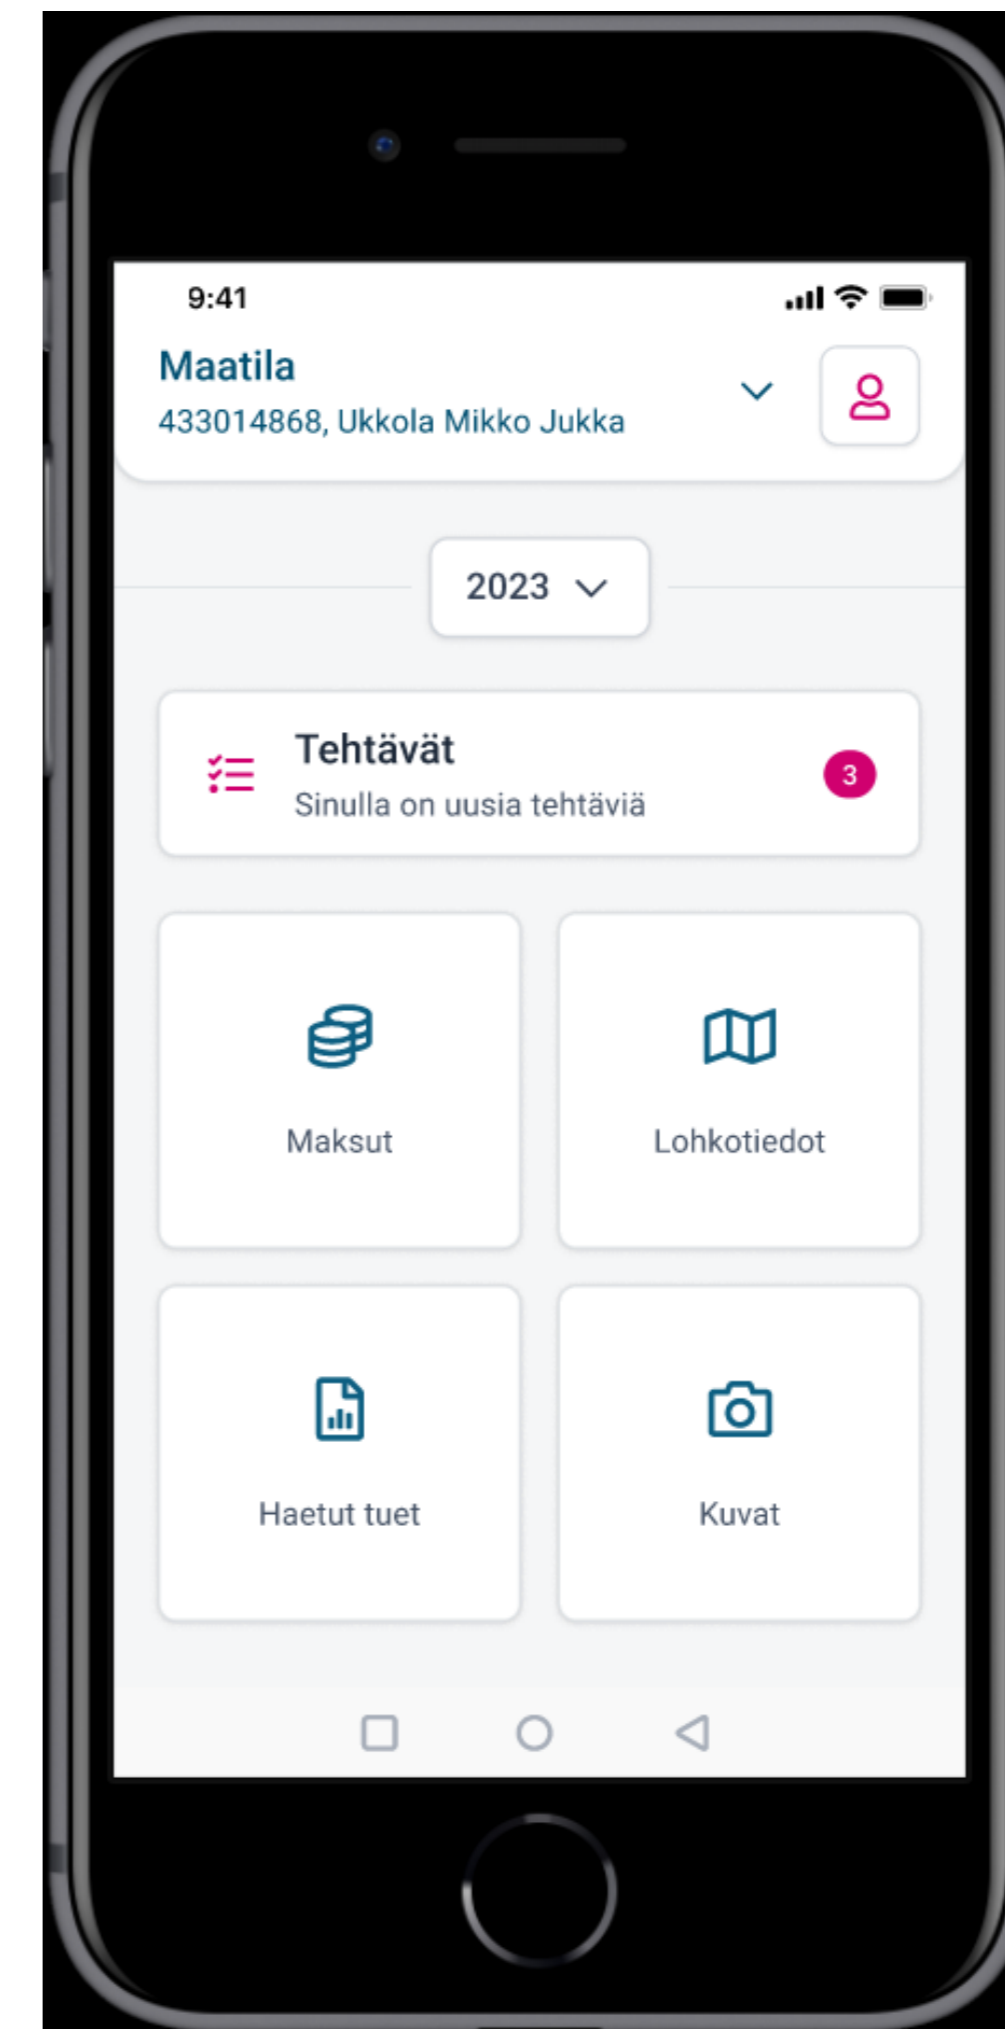 9:41
Maatila
433014868, Ukkola Mikko Jukka
2023
Tehtävät
Sinulla on uusia tehtäviä
3
Maksut
Lohkotiedot
Haetut tuet
Kuvat